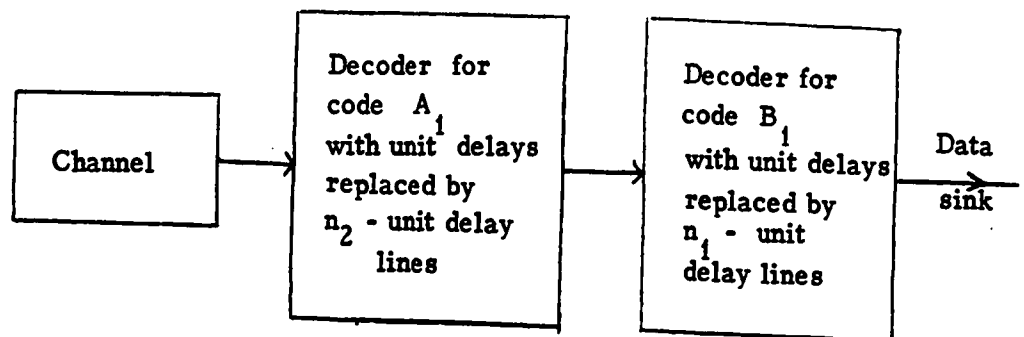 Channel
Decoder for
code A₁
with unit delays
replaced by
n₂ - unit delay
lines
Decoder for
code B₁
with unit delays
replaced by
n₁ - unit
delay lines
Data
sink